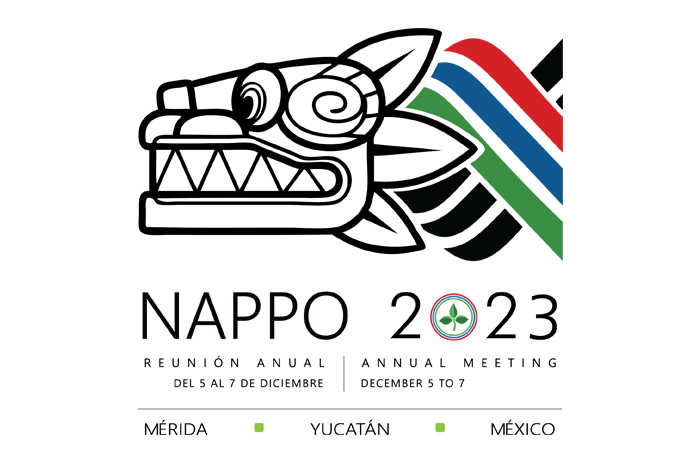 NAPPO 2023
REUNIÓN ANUAL | ANNUAL MEETING
DEL 5 AL 7 DE DICIEMBRE | DECEMBER 5 TO 7
MÉRIDA YUCATÁN MÉXICO